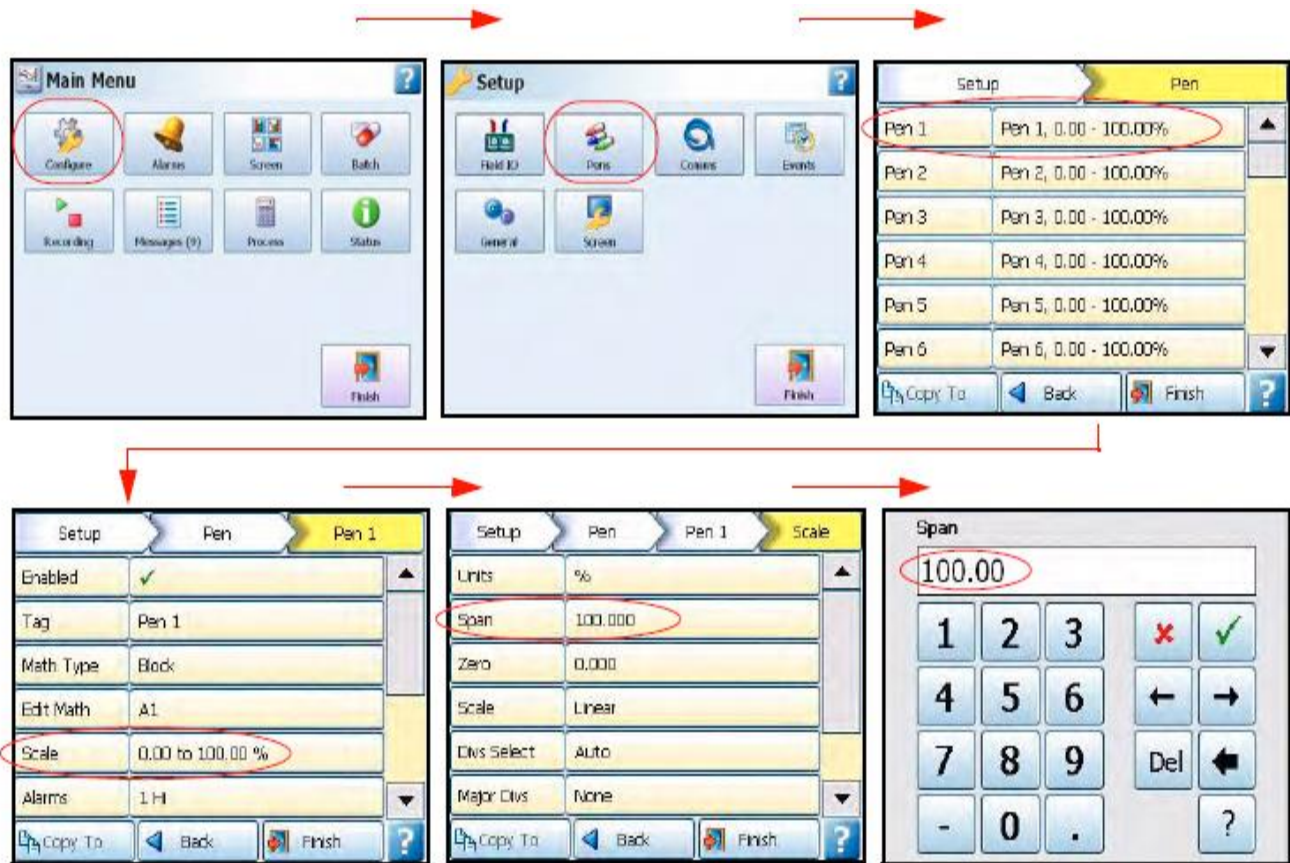 Main Menu ?
Configure Alarms Screen Batch
Recording Messages (9) Process Status
Finish
Setup ?
Field IO Pens Comms Events
General Screen
Finish
Setup Pen
Pen 1 Pen 1, 0.00 - 100.00%
Pen 2 Pen 2, 0.00 - 100.00%
Pen 3 Pen 3, 0.00 - 100.00%
Pen 4 Pen 4, 0.00 - 100.00%
Pen 5 Pen 5, 0.00 - 100.00%
Pen 6 Pen 6, 0.00 - 100.00%
Copy To Back Finish ?
Setup Pen Pen 1
Enabled ✓
Tag Pen 1
Math Type Block
Edit Math A1
Scale 0.00 to 100.00 %
Alarms 1 Hi
Copy To Back Finish ?
Setup Pen Pen 1 Scale
Units %
Span 100.000
Zero 0.000
Scale Linear
Divs Select Auto
Major Divs None
Copy To Back Finish ?
Span
100.00
1 2 3
4 5 6
7 8 9 Del
- 0 . ?